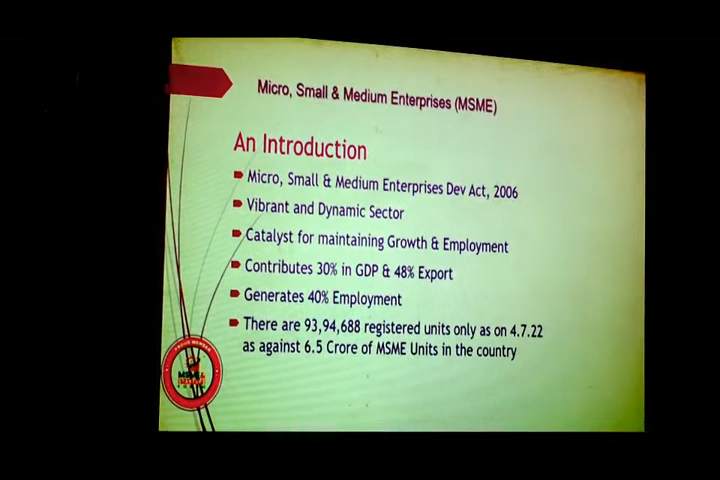 Micro, Small & Medium Enterprises (MSME)
An Introduction
Micro, Small & Medium Enterprises Dev Act, 2006
Vibrant and Dynamic Sector
Catalyst for maintaining Growth & Employment
Contributes 30% in GDP & 48% Export
Generates 40% Employment
There are 93,94,688 registered units only as on 4.7.22
as against 6.5 Crore of MSME Units in the country
PROUD MEMBER